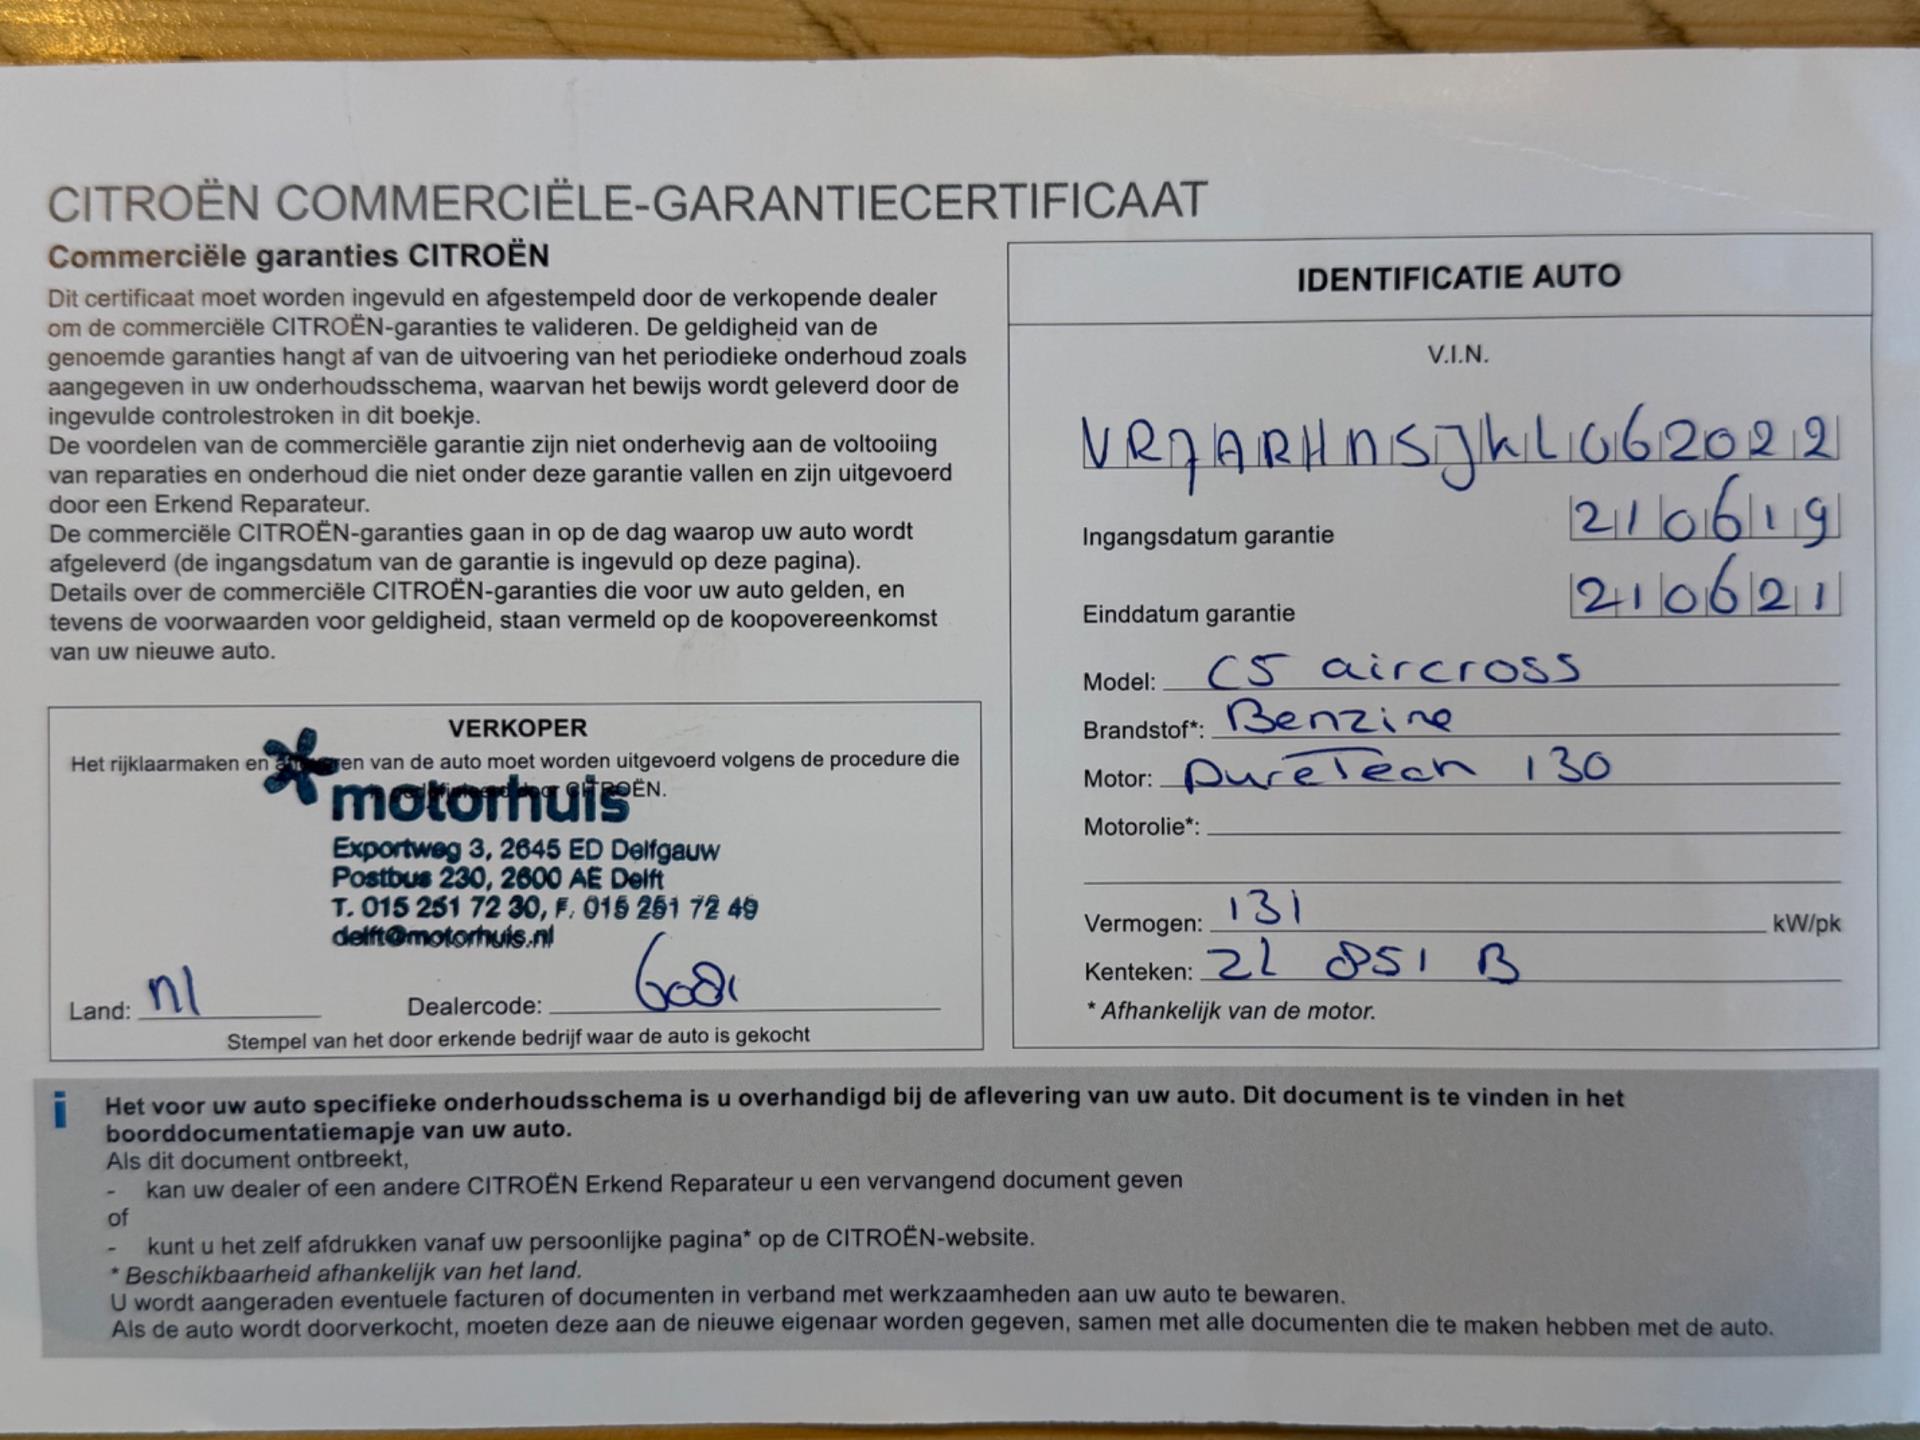 CITROËN COMMERCIËLE-GARANTIECERTIFICAAT
Commerciële garanties CITROËN
Dit certificaat moet worden ingevuld en afgestempeld door de verkopende dealer
om de commerciële CITROËN-garanties te valideren. De geldigheid van de
genoemde garanties hangt af van de uitvoering van het periodieke onderhoud zoals
aangegeven in uw onderhoudsschema, waarvan het bewijs wordt geleverd door de
ingevulde controlestroken in dit boekje.
De voordelen van de commerciële garantie zijn niet onderhevig aan de voltooiing
van reparaties en onderhoud die niet onder deze garantie vallen en zijn uitgevoerd
door een Erkend Reparateur.
De commerciële CITROËN-garanties gaan in op de dag waarop uw auto wordt
afgeleverd (de ingangsdatum van de garantie is ingevuld op deze pagina).
Details over de commerciële CITROËN-garanties die voor uw auto gelden, en
tevens de voorwaarden voor geldigheid, staan vermeld op de koopovereenkomst
van uw nieuwe auto.
VERKOPER
Het rijklaarmaken en van de auto moet worden uitgevoerd volgens de procedure die
door CITROËN.
motorhuis
Exportweg 3, 2645 ED Delfgauw
Postbus 230, 2600 AE Delft
T. 015 251 72 30, F. 015 251 72 49
delft@motorhuis.nl
Land: nl Dealercode: 6081
Stempel van het door erkende bedrijf waar de auto is gekocht
IDENTIFICATIE AUTO
V.I.N.
VR7ARHNSJKL062022
Ingangsdatum garantie 210619
Einddatum garantie 210621
Model: C5 aircross
Brandstof*: Benzine
Motor: PureTech 130
Motorolie*:
Vermogen: 131 kW/pk
Kenteken: ZL 851 B
* Afhankelijk van de motor.
i
Het voor uw auto specifieke onderhoudsschema is u overhandigd bij de aflevering van uw auto. Dit document is te vinden in het
boorddocumentatiemapje van uw auto.
Als dit document ontbreekt,
- kan uw dealer of een andere CITROËN Erkend Reparateur u een vervangend document geven
of
- kunt u het zelf afdrukken vanaf uw persoonlijke pagina* op de CITROËN-website.
* Beschikbaarheid afhankelijk van het land.
U wordt aangeraden eventuele facturen of documenten in verband met werkzaamheden aan uw auto te bewaren.
Als de auto wordt doorverkocht, moeten deze aan de nieuwe eigenaar worden gegeven, samen met alle documenten die te maken hebben met de auto.